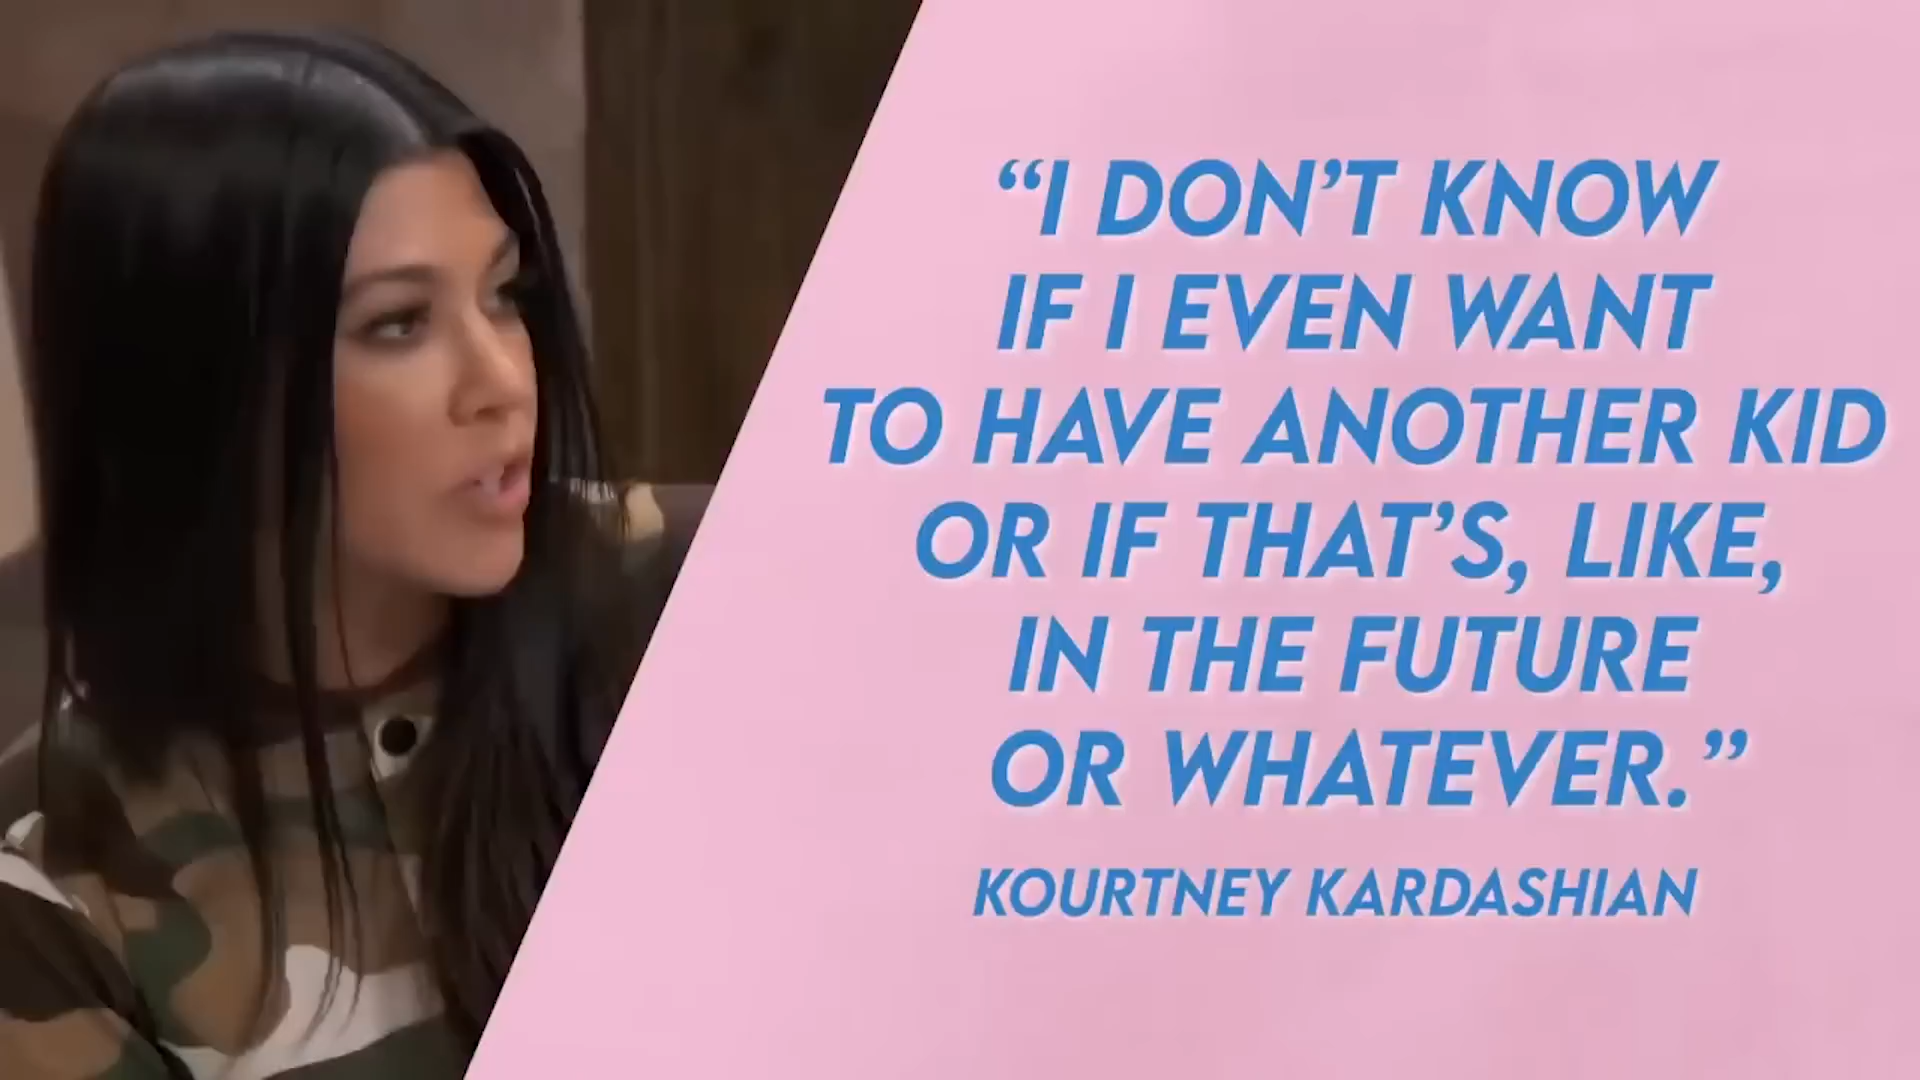 “I DON’T KNOW
IF I EVEN WANT
TO HAVE ANOTHER KID
OR IF THAT’S, LIKE,
IN THE FUTURE
OR WHATEVER.”
KOURTNEY KARDASHIAN